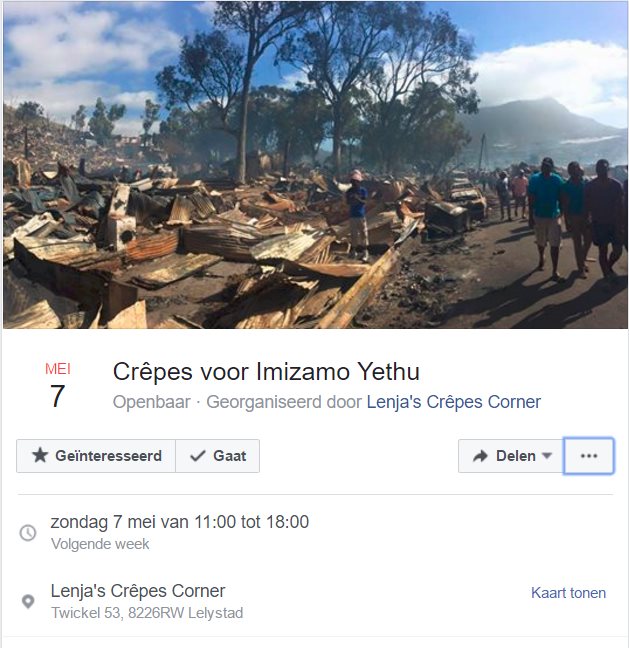 MEI
7
Crêpes voor Imizamo Yethu
Openbaar · Georganiseerd door Lenja's Crêpes Corner
Geïnteresseerd
Gaat
Delen
zondag 7 mei van 11:00 tot 18:00
Volgende week
Lenja's Crêpes Corner
Kaart tonen
Twickel 53, 8226RW Lelystad